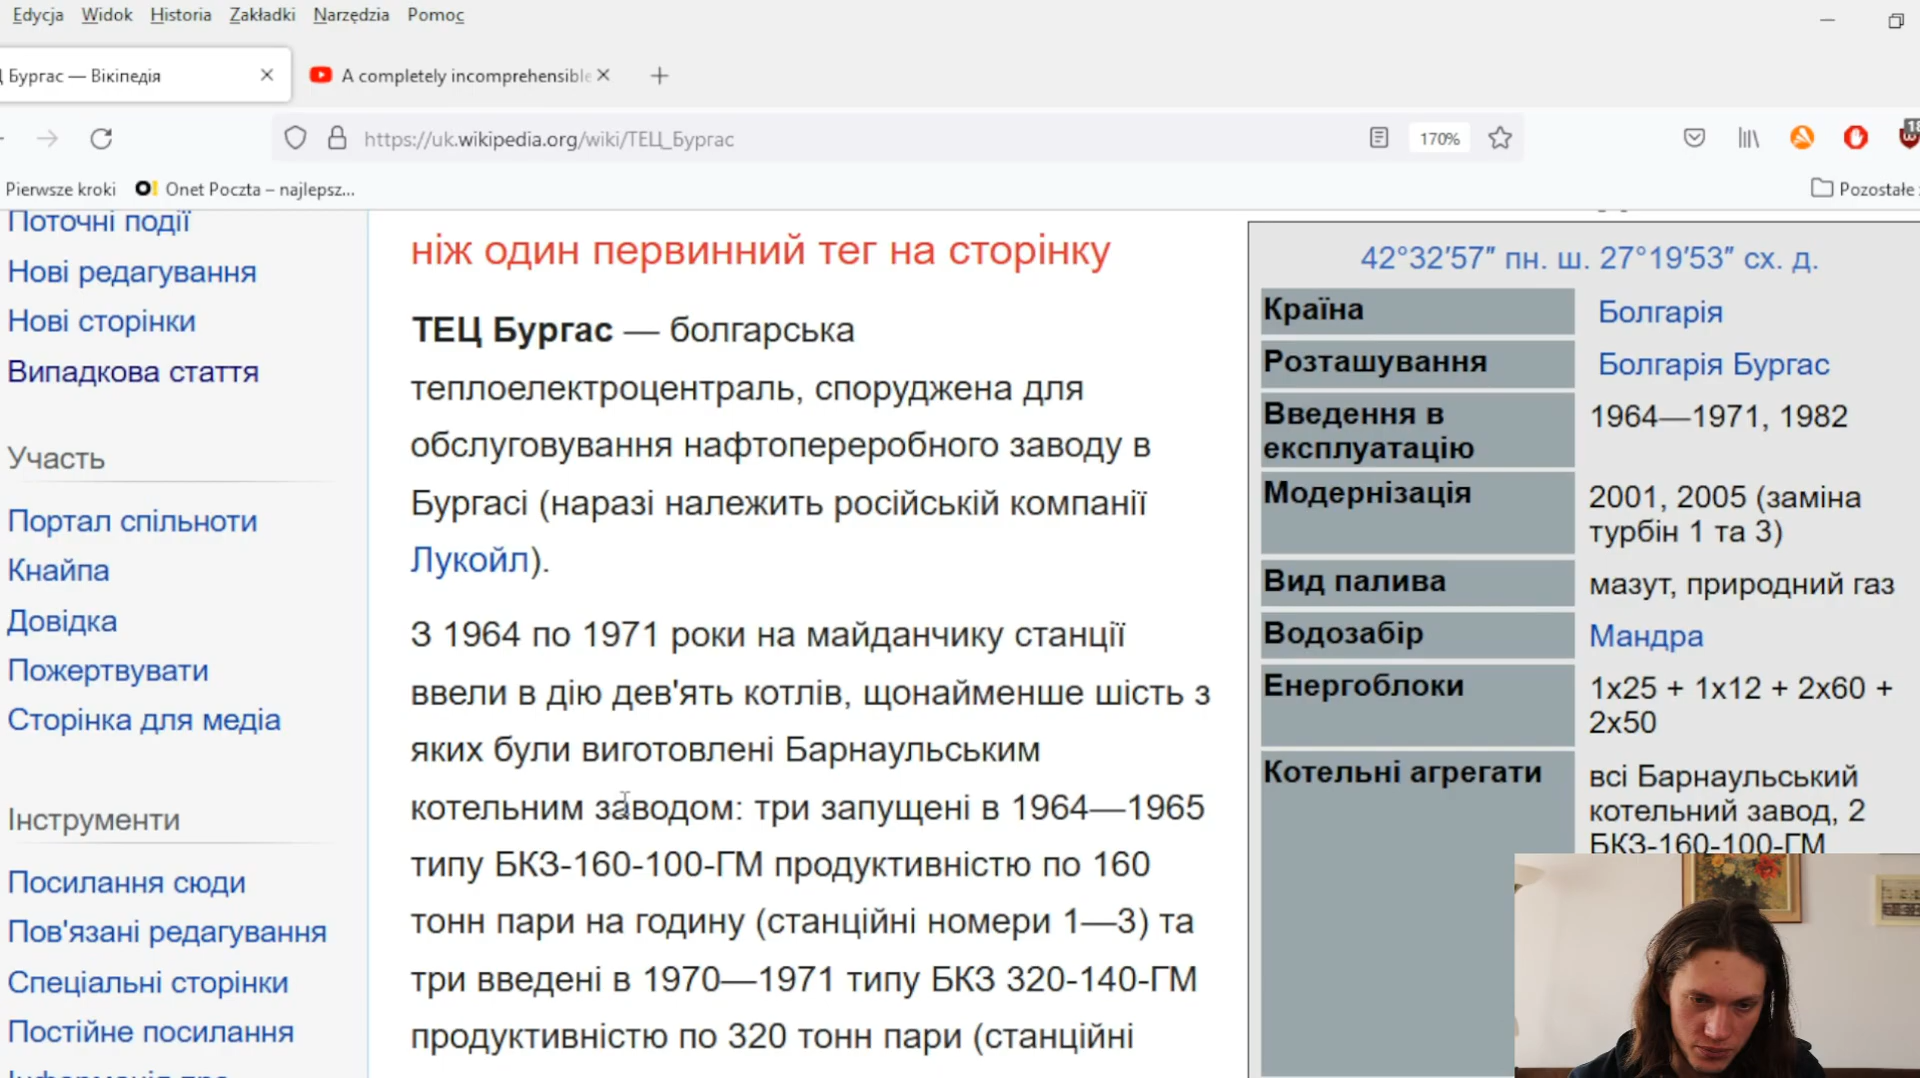 Edycja Widok Historia Zakładki Narzędzia Pomoc
Бургас — Вікіпедія
A completely incomprehensible
https://uk.wikipedia.org/wiki/ТЕЦ_Бургас
170%
18
Pierwsze kroki
Onet Poczta – najlepsz...
Pozostałe
Поточні події
Нові редагування
Нові сторінки
Випадкова стаття
Участь
Портал спільноти
Кнайпа
Довідка
Пожертвувати
Сторінка для медіа
Інструменти
Посилання сюди
Пов'язані редагування
Спеціальні сторінки
Постійне посилання
ніж один первинний тег на сторінку
ТЕЦ Бургас — болгарська
теплоелектроцентраль, споруджена для
обслуговування нафтопереробного заводу в
Бургасі (наразі належить російській компанії
Лукойл).
З 1964 по 1971 роки на майданчику станції
ввели в дію дев'ять котлів, щонайменше шість з
яких були виготовлені Барнаульським
котельним заводом: три запущені в 1964—1965
типу БКЗ-160-100-ГМ продуктивністю по 160
тонн пари на годину (станційні номери 1—3) та
три введені в 1970—1971 типу БКЗ 320-140-ГМ
продуктивністю по 320 тонн пари (станційні
42°32′57″ пн. ш. 27°19′53″ сх. д.
Країна Болгарія
Розташування Болгарія Бургас
Введення в
експлуатацію
1964—1971, 1982
Модернізація
2001, 2005 (заміна
турбін 1 та 3)
Вид палива мазут, природний газ
Водозабір Мандра
Енергоблоки
1x25 + 1x12 + 2x60 +
2x50
Котельні агрегати
всі Барнаульський
котельний завод, 2
БКЗ-160-100-ГМ